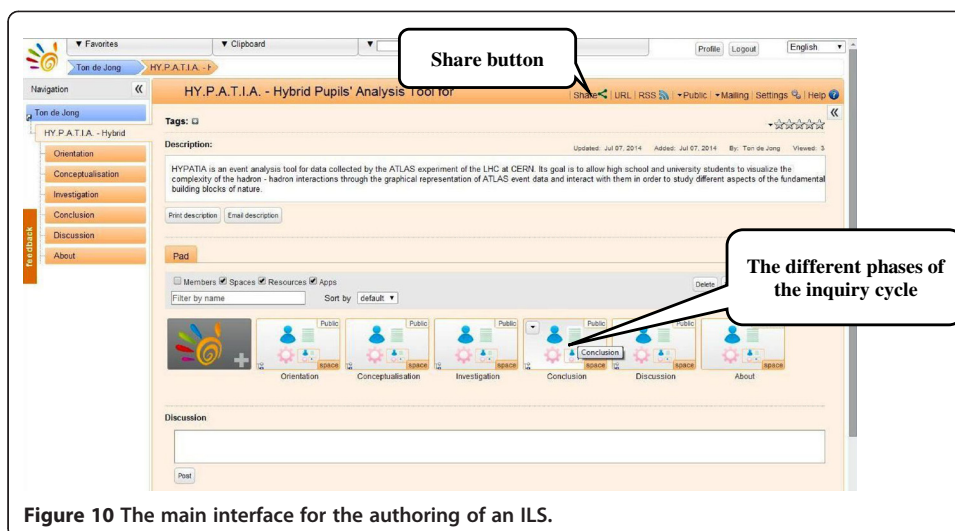 ▼ Favorites ▼ Clipboard ▼ Profile Logout English ▼
Share button
Ton de Jong HY.P.A.T.I.A. - H
Navigation «
HY.P.A.T.I.A. - Hybrid Pupils' Analysis Tool for
Share | URL | RSS | ▾Public | ▾Mailing | Settings | Help
Ton de Jong
HY.P.A.T.I.A. - Hybrid
Orientation
Conceptualisation
Investigation
Conclusion
Discussion
About
feedback
Tags:
«
Description:
Updated: Jul 07, 2014 Added: Jul 07, 2014 By: Ton de Jong Viewed: 3
HYPATIA is an event analysis tool for data collected by the ATLAS experiment of the LHC at CERN. Its goal is to allow high school and university students to visualize the
complexity of the hadron - hadron interactions through the graphical representation of ATLAS event data and interact with them in order to study different aspects of the fundamental
building blocks of nature.
Print description Email description
Pad
Members Spaces Resources Apps
Delete
Filter by name Sort by default ▼
The different phases of
the inquiry cycle
Public Public Public Public Public
Conclusion
space space space space space space
Orientation Conceptualisation Investigation Conclusion Discussion About
Discussion
Post
Figure 10 The main interface for the authoring of an ILS.